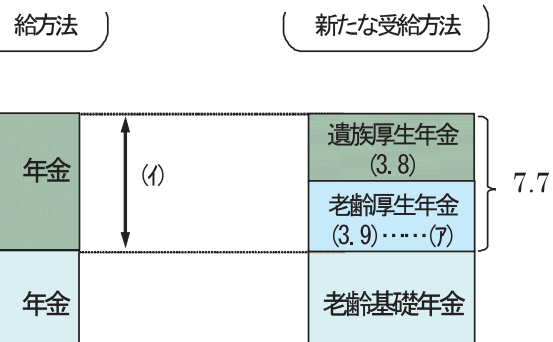 給方法
新たな受給方法
年金
(イ)
遺族厚生年金
(3.8)
老齢厚生年金
(3.9)……(ア)
7.7
年金
老齢基礎年金